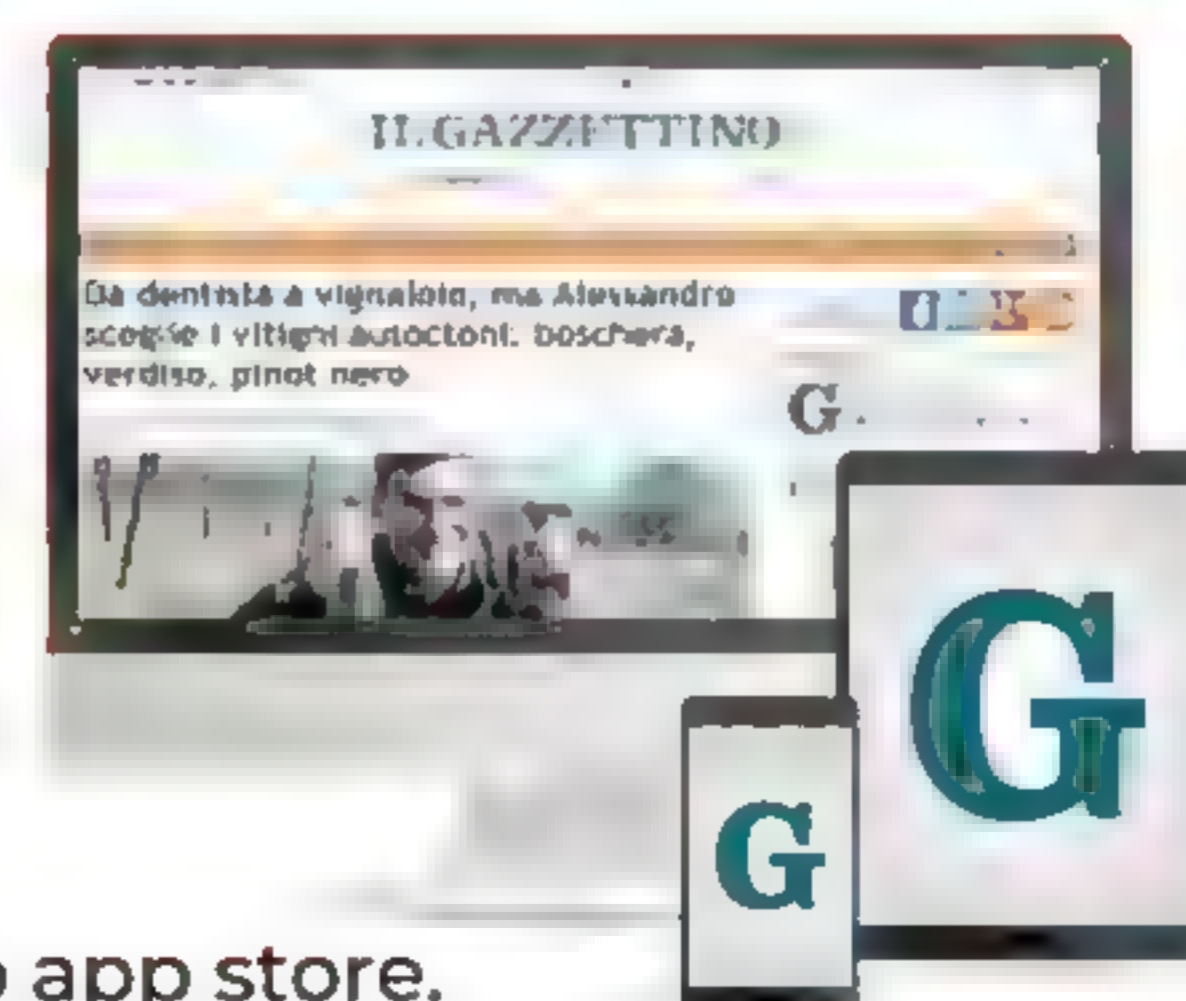 IL GAZZETTINO
Da dentista a vignaiolo, ma Alessandro
sceglie i vitigni autoctoni: boschera,
verdiso, pinot nero
G
G
G
app store.